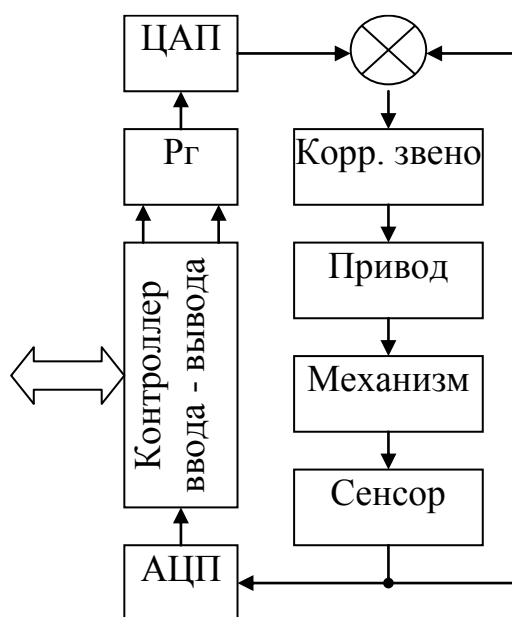 ЦАП
Рг
Корр. звено
Привод
Контроллер
ввода - вывода
Механизм
Сенсор
АЦП